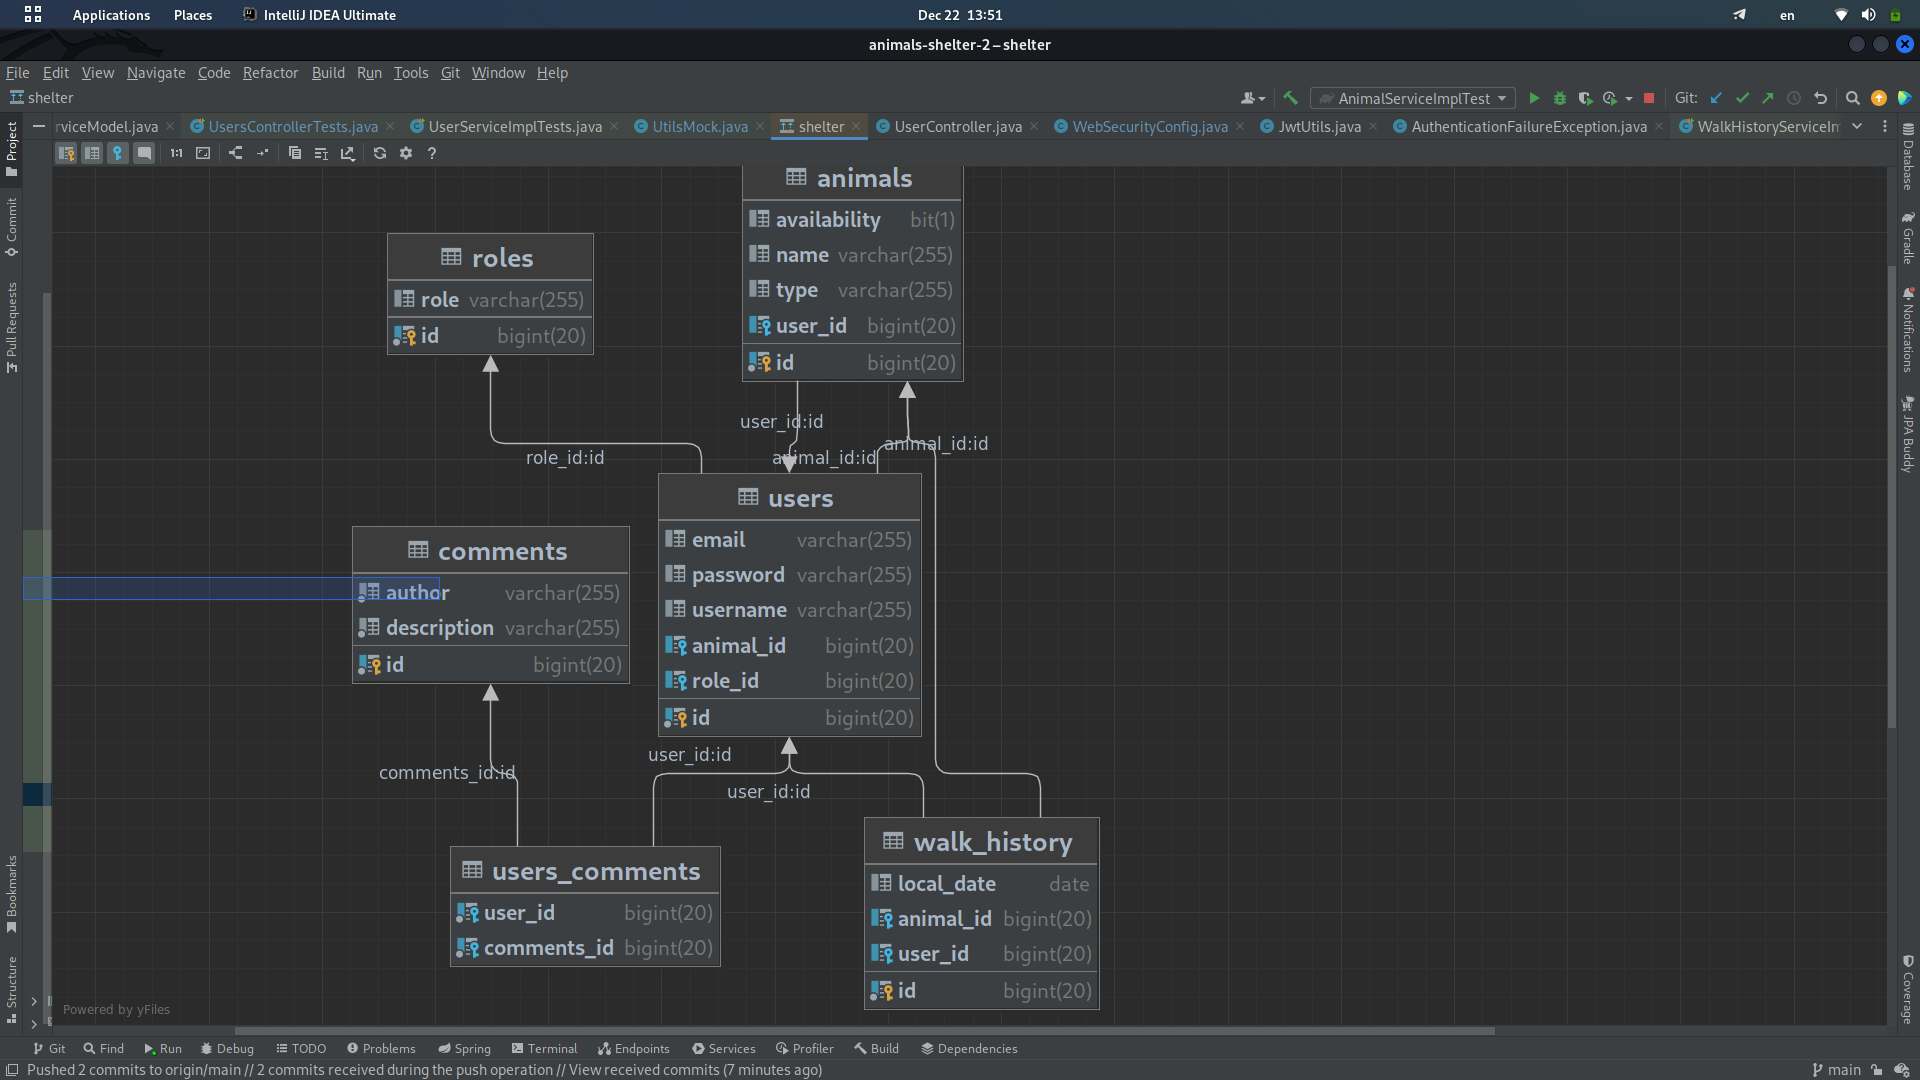 Applications Places IntelliJ IDEA Ultimate Dec 22 13:51 en
animals-shelter-2 – shelter
File Edit View Navigate Code Refactor Build Run Tools Git Window Help
shelter AnimalServiceImplTest Git:
rviceModel.java UsersControllerTests.java UserServiceImplTests.java UtilsMock.java shelter UserController.java WebSecurityConfig.java JwtUtils.java AuthenticationFailureException.java WalkHistoryServiceIm
1:1 ?
Project
Commit
Pull Requests
Bookmarks
Structure
Database
Gradle
Notifications
JPA Buddy
Coverage
animals
availability bit(1)
name varchar(255)
type varchar(255)
user_id bigint(20)
id bigint(20)
roles
role varchar(255)
id bigint(20)
user_id:id
animal_id:id
role_id:id
animal_id:id
users
email varchar(255)
password varchar(255)
username varchar(255)
animal_id bigint(20)
role_id bigint(20)
id bigint(20)
comments
author varchar(255)
description varchar(255)
id bigint(20)
user_id:id
comments_id:id
user_id:id
users_comments
user_id bigint(20)
comments_id bigint(20)
walk_history
local_date date
animal_id bigint(20)
user_id bigint(20)
id bigint(20)
Powered by yFiles
Git Find Run Debug TODO Problems Spring Terminal Endpoints Services Profiler Build Dependencies
Pushed 2 commits to origin/main // 2 commits received during the push operation // View received commits (7 minutes ago) main